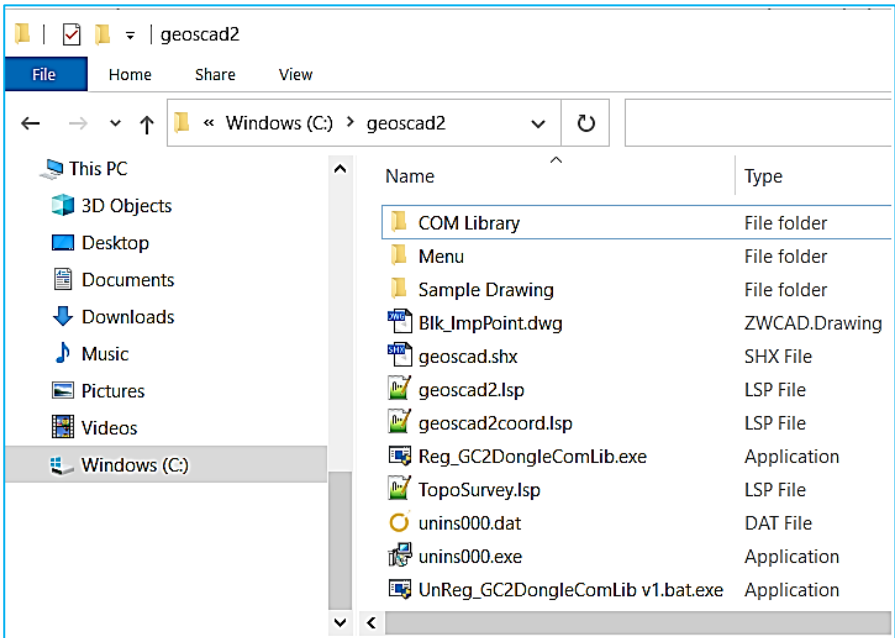 geoscad2
File Home Share View
« Windows (C:) > geoscad2
This PC
3D Objects
Desktop
Documents
Downloads
Music
Pictures
Videos
Windows (C:)
Name Type
COM Library File folder
Menu File folder
Sample Drawing File folder
Blk_ImpPoint.dwg ZWCAD.Drawing
geoscad.shx SHX File
geoscad2.lsp LSP File
geoscad2coord.lsp LSP File
Reg_GC2DongleComLib.exe Application
TopoSurvey.lsp LSP File
unins000.dat DAT File
unins000.exe Application
UnReg_GC2DongleComLib v1.bat.exe Application